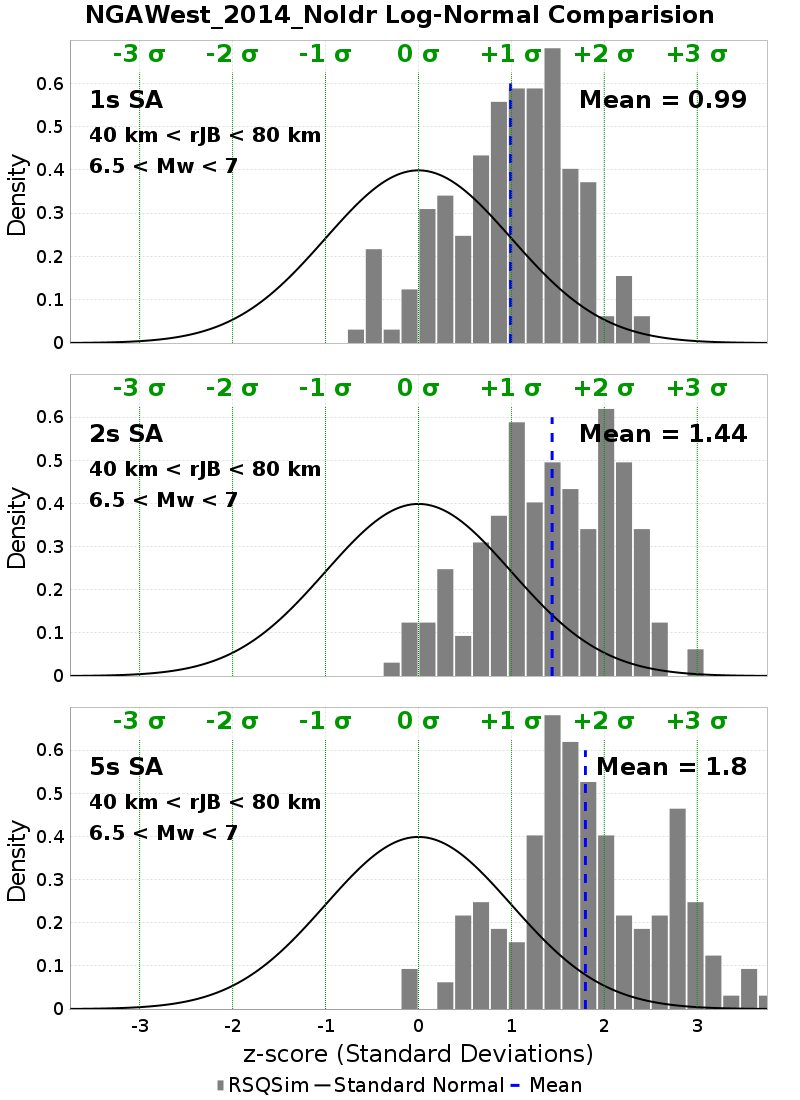 NGAWest_2014_NoIdr Log-Normal Comparision
-3 σ -2 σ -1 σ 0 σ +1 σ +2 σ +3 σ
1s SA
Mean = 0.99
40 km < rJB < 80 km
6.5 < Mw < 7
Density
0.6
0.5
0.4
0.3
0.2
0.1
0
-3 σ -2 σ -1 σ 0 σ +1 σ +2 σ +3 σ
2s SA
Mean = 1.44
40 km < rJB < 80 km
6.5 < Mw < 7
Density
0.6
0.5
0.4
0.3
0.2
0.1
0
-3 σ -2 σ -1 σ 0 σ +1 σ +2 σ +3 σ
5s SA
Mean = 1.8
40 km < rJB < 80 km
6.5 < Mw < 7
Density
0.6
0.5
0.4
0.3
0.2
0.1
0
-3 -2 -1 0 1 2 3
z-score (Standard Deviations)
RSQSim Standard Normal Mean